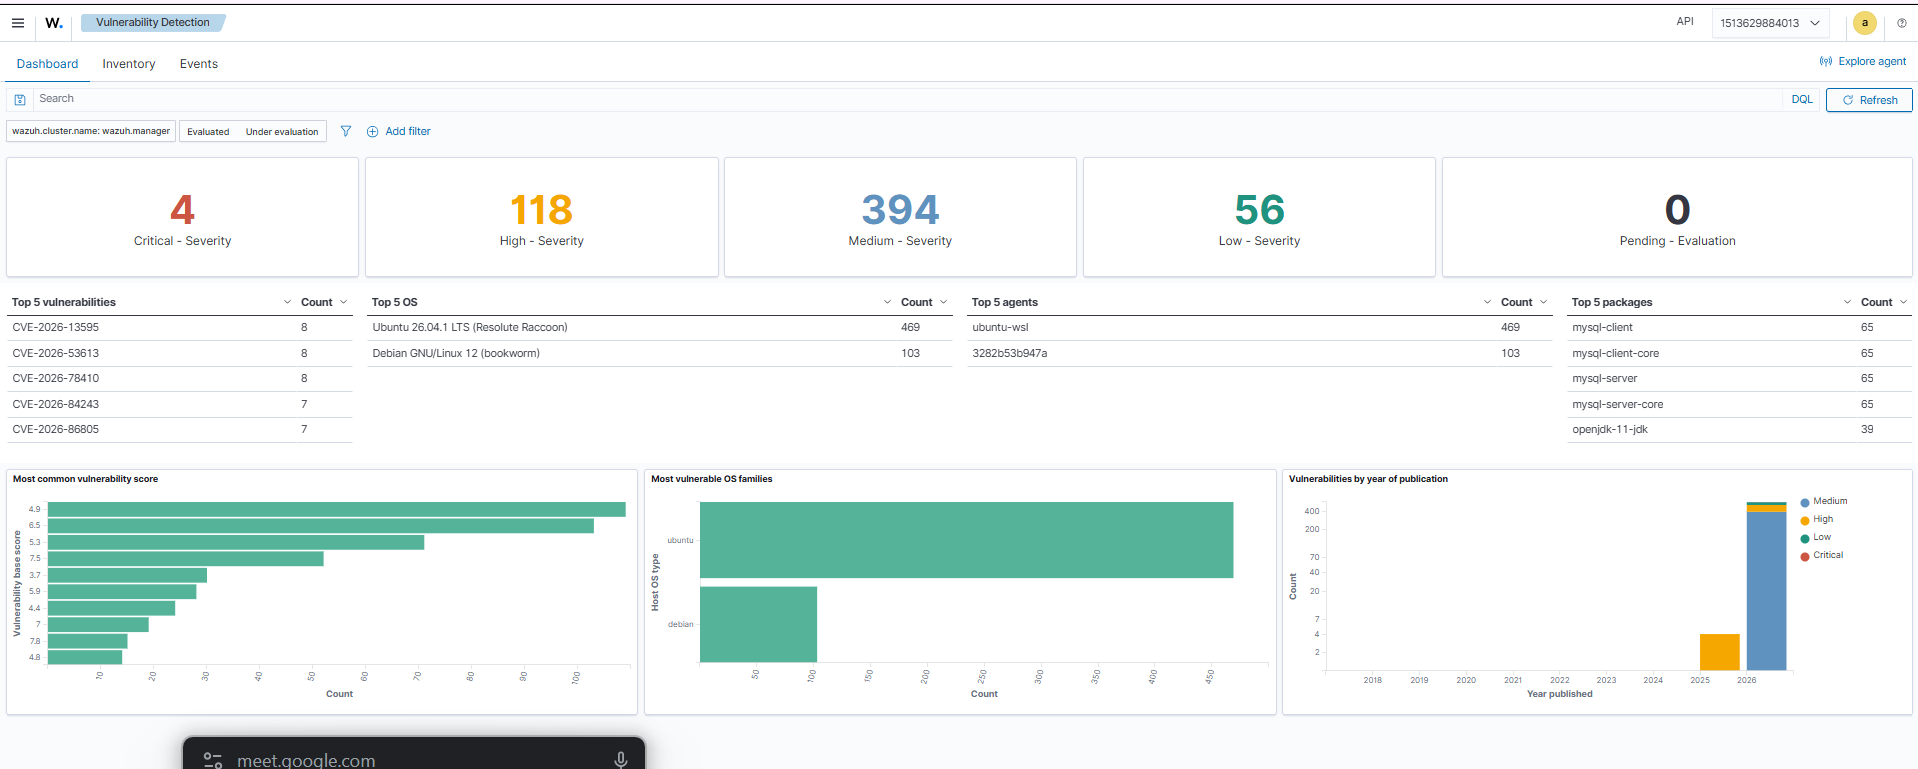 W.
Vulnerability Detection
API
1513629884013
a
Dashboard
Inventory
Events
Explore agent
Search
DQL
Refresh
wazuh.cluster.name: wazuh.manager
Evaluated
Under evaluation
Add filter
4
Critical - Severity
118
High - Severity
394
Medium - Severity
56
Low - Severity
0
Pending - Evaluation
Top 5 vulnerabilities Count
CVE-2026-13595 8
CVE-2026-53613 8
CVE-2026-78410 8
CVE-2026-84243 7
CVE-2026-86805 7
Top 5 OS Count
Ubuntu 26.04.1 LTS (Resolute Raccoon) 469
Debian GNU/Linux 12 (bookworm) 103
Top 5 agents Count
ubuntu-wsl 469
3282b53b947a 103
Top 5 packages Count
mysql-client 65
mysql-client-core 65
mysql-server 65
mysql-server-core 65
openjdk-11-jdk 39
Most common vulnerability score
Vulnerability base score
4.9
6.5
5.3
7.5
3.7
5.9
4.4
7
7.8
4.8
10 20 30 40 50 60 70 80 90 100
Count
Most vulnerable OS families
Host OS type
ubuntu
debian
50 100 150 200 250 300 350 400 450
Count
Vulnerabilities by year of publication
Count
400
200
70
40
20
7
4
2
2018 2019 2020 2021 2022 2023 2024 2025 2026
Year published
Medium
High
Low
Critical
meet.google.com